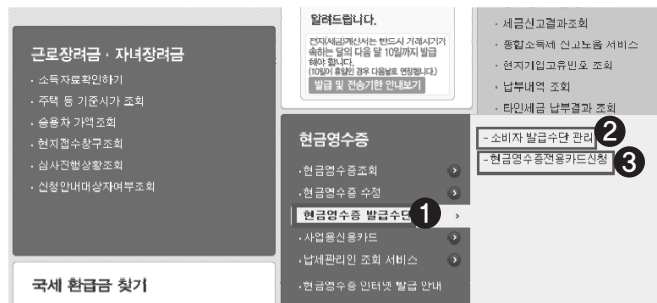 근로장려금·자녀장려금
· 소득자료확인하기
· 주택 등 기준시가 조회
· 승용차 가액조회
· 현지접수창구조회
· 심사진행상황조회
· 신청안내대상자여부조회
국세 환급금 찾기
알려드립니다.
전자(세금)계산서는 반드시 거래시기가
속하는 달의 다음 달 10일까지 발급
해야 합니다.
(10일이 휴일인 경우 다음날로 연장됩니다.)
발급 및 전송기한 안내보기
현금영수증
·현금영수증조회
·현금영수증 수정
현금영수증 발급수단
1
·사업용신용카드
·납세관리인 조회 서비스
·현금영수증 인터넷 발급 안내
· 세금신고결과조회
· 종합소득세 신고도움 서비스
· 현지기업고유번호 조회
· 납부내역 조회
· 타인세금 납부결과 조회
- 소비자 발급수단 관리
2
- 현금영수증전용카드신청
3